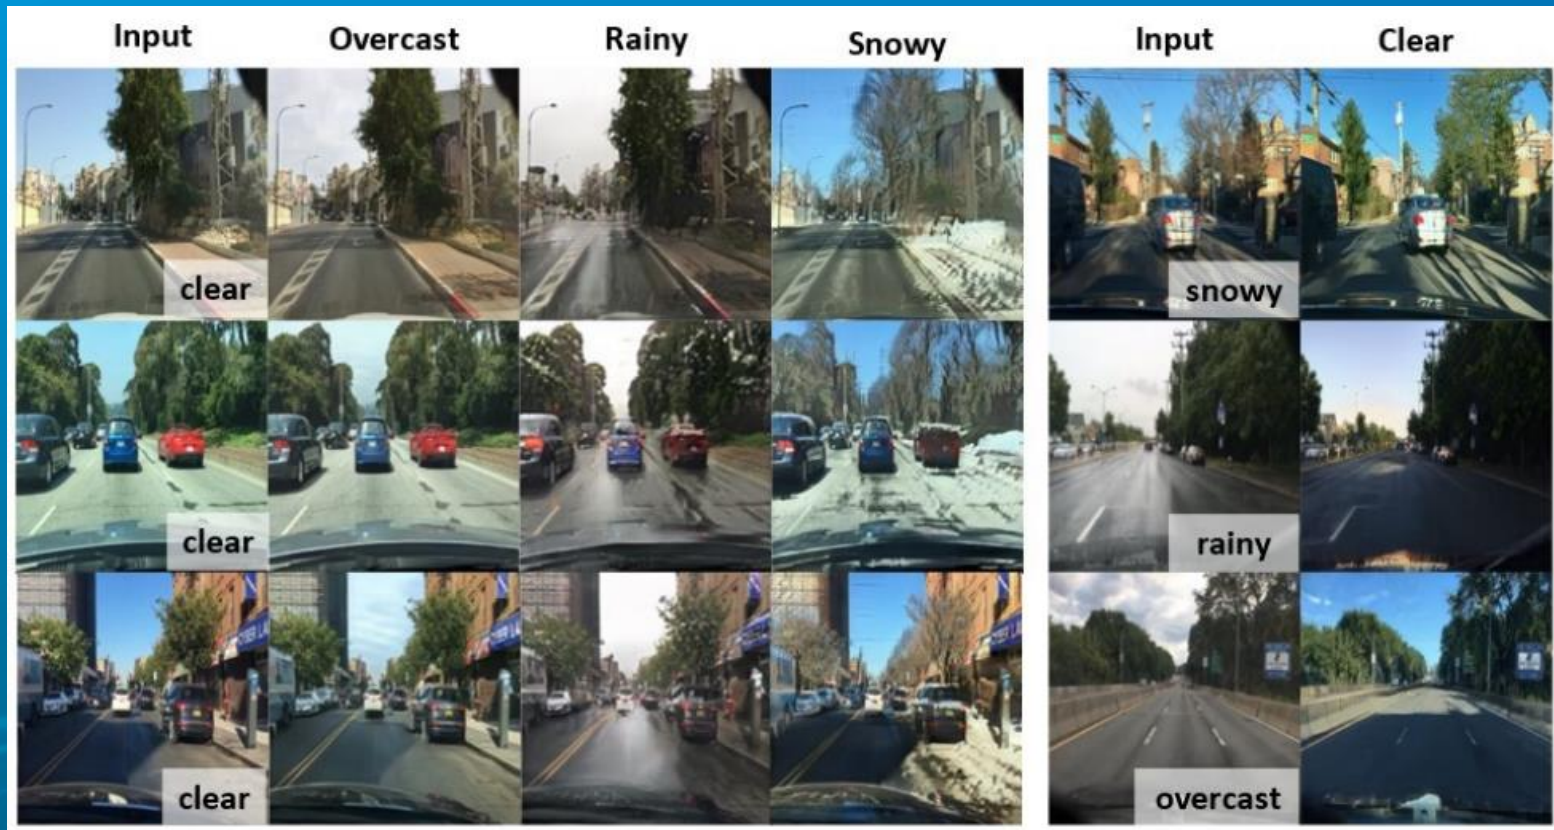 Input Overcast Rainy Snowy Input Clear
clear
snowy
clear
rainy
clear
overcast